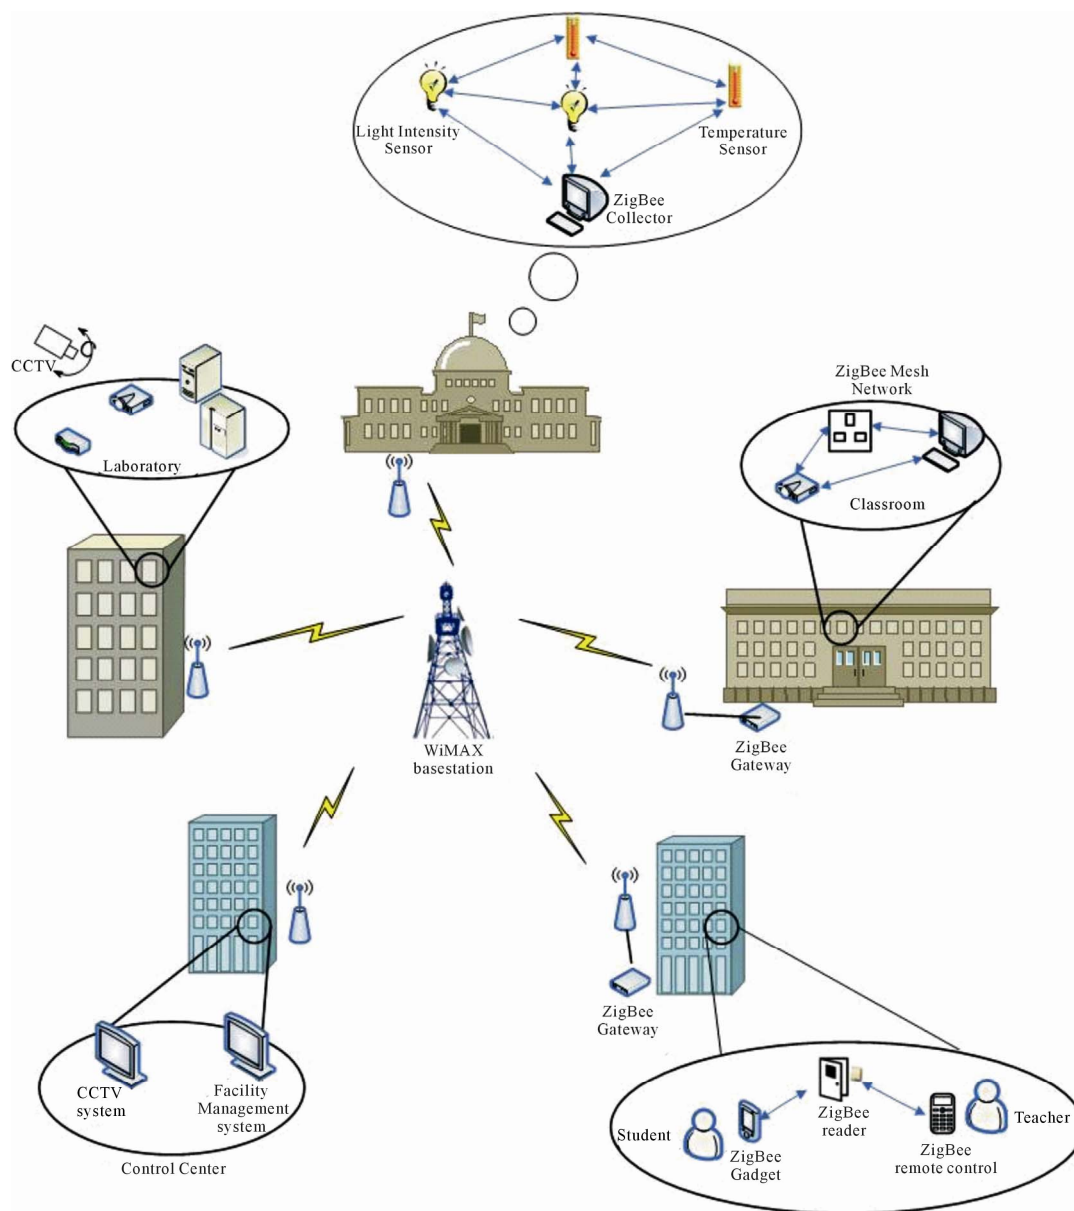 Light Intensity
Sensor
Temperature
Sensor
ZigBee
Collector
CCTV
Laboratory
ZigBee Mesh
Network
Classroom
WiMAX
basestation
ZigBee
Gateway
ZigBee
Gateway
CCTV
system
Facility
Management
system
Control Center
Student
ZigBee
Gadget
ZigBee
reader
ZigBee
remote control
Teacher